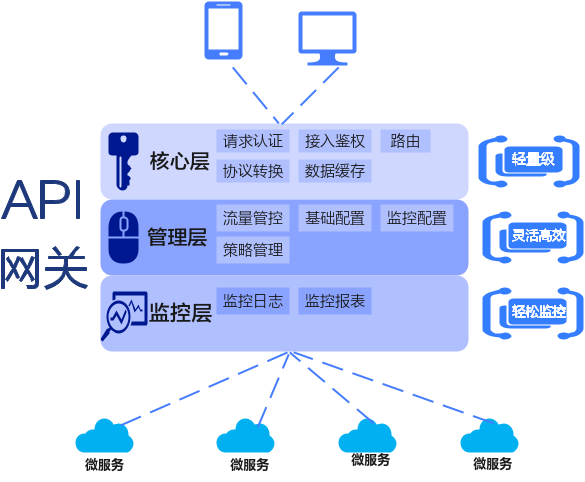 API
网关
核心层
请求认证 接入鉴权 路由
协议转换 数据缓存
轻量级
管理层
流量管控 基础配置 监控配置
策略管理
灵活高效
监控层
监控日志 监控报表
轻松监控
微服务 微服务 微服务 微服务